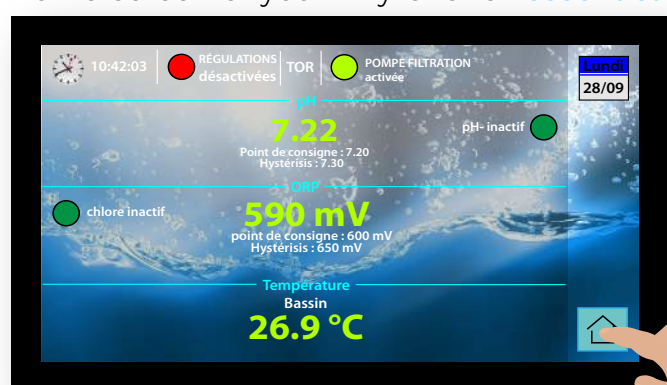 10:42:03
RÉGULATIONS
désactivées
TOR
POMPE FILTRATION
activée
Lundi
28/09
pH
7.22
pH- inactif
Point de consigne : 7.20
Hystérisis : 7.30
ORP
chlore inactif
590 mV
point de consigne : 600 mV
Hystérisis : 650 mV
Température
Bassin
26.9 °C